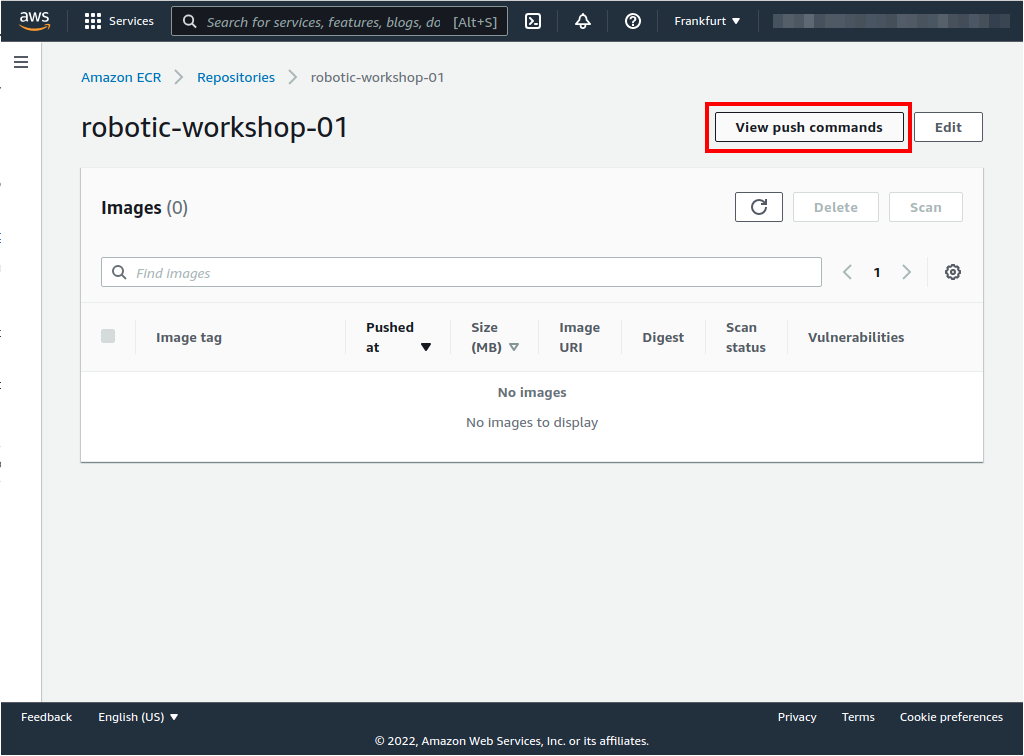 aws Services Search for services, features, blogs, do [Alt+S] Frankfurt
Amazon ECR Repositories robotic-workshop-01
robotic-workshop-01 View push commands Edit
Images (0) Delete Scan
Find images 1
Image tag Pushed at Size (MB) Image URI Digest Scan status Vulnerabilities
No images
No images to display
Feedback English (US) Privacy Terms Cookie preferences
© 2022, Amazon Web Services, Inc. or its affiliates.